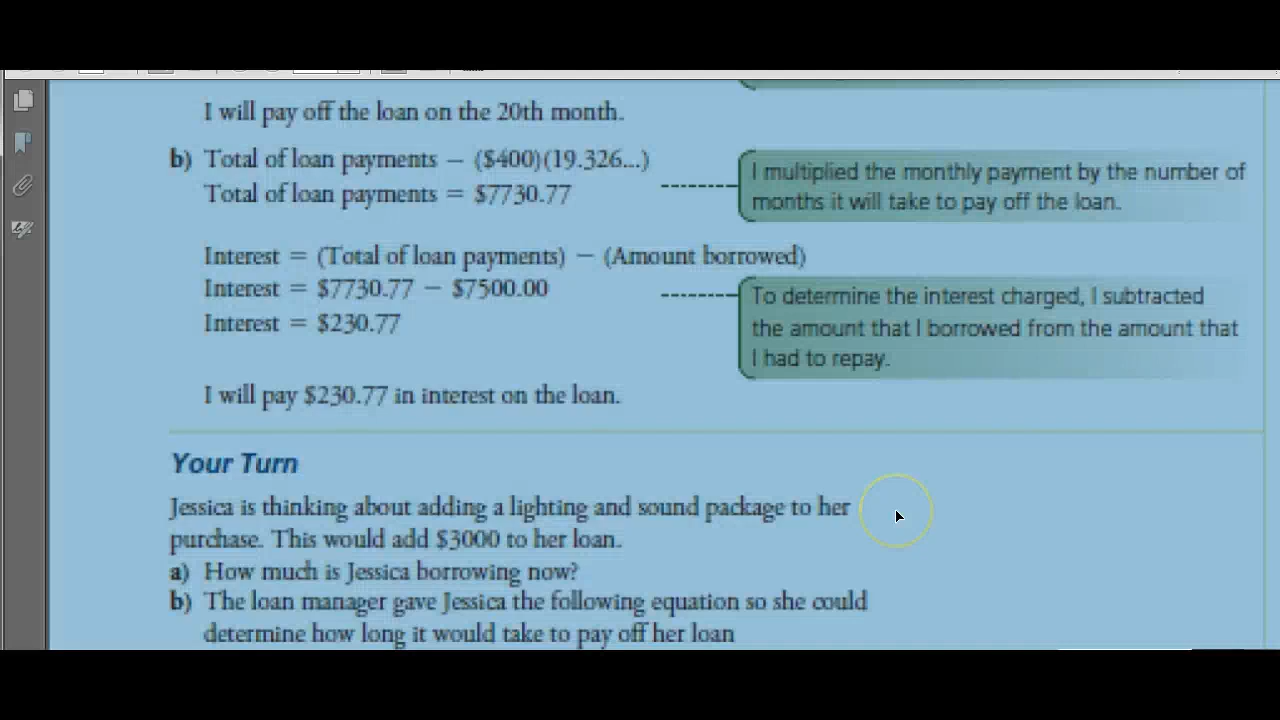 I will pay off the loan on the 20th month.
b) Total of loan payments − ($400)(19.326...)
Total of loan payments = $7730.77
I multiplied the monthly payment by the number of
months it will take to pay off the loan.
Interest = (Total of loan payments) − (Amount borrowed)
Interest = $7730.77 − $7500.00
Interest = $230.77
To determine the interest charged, I subtracted
the amount that I borrowed from the amount that
I had to repay.
I will pay $230.77 in interest on the loan.
Your Turn
Jessica is thinking about adding a lighting and sound package to her
purchase. This would add $3000 to her loan.
a) How much is Jessica borrowing now?
b) The loan manager gave Jessica the following equation so she could
determine how long it would take to pay off her loan